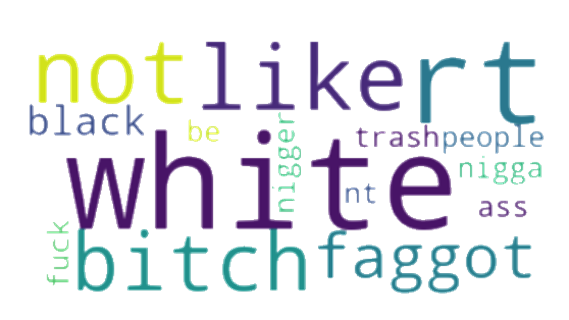 not like rt
black be nigger trash people
white nt nigga
ass
fuck bitch faggot